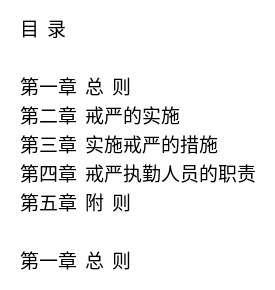 目 录
第一章 总 则
第二章 戒严的实施
第三章 实施戒严的措施
第四章 戒严执勤人员的职责
第五章 附 则
第一章 总 则